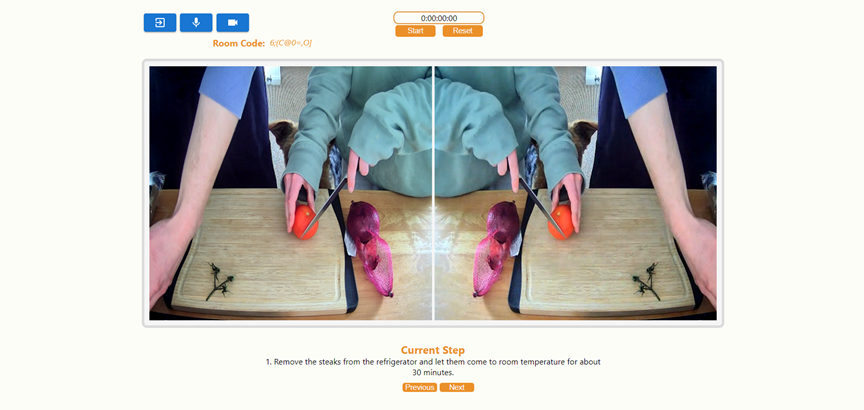 0:00:00:00
Start Reset
Room Code: 6;(C@0=,O[
Current Step
1. Remove the steaks from the refrigerator and let them come to room temperature for about
30 minutes.
Previous Next